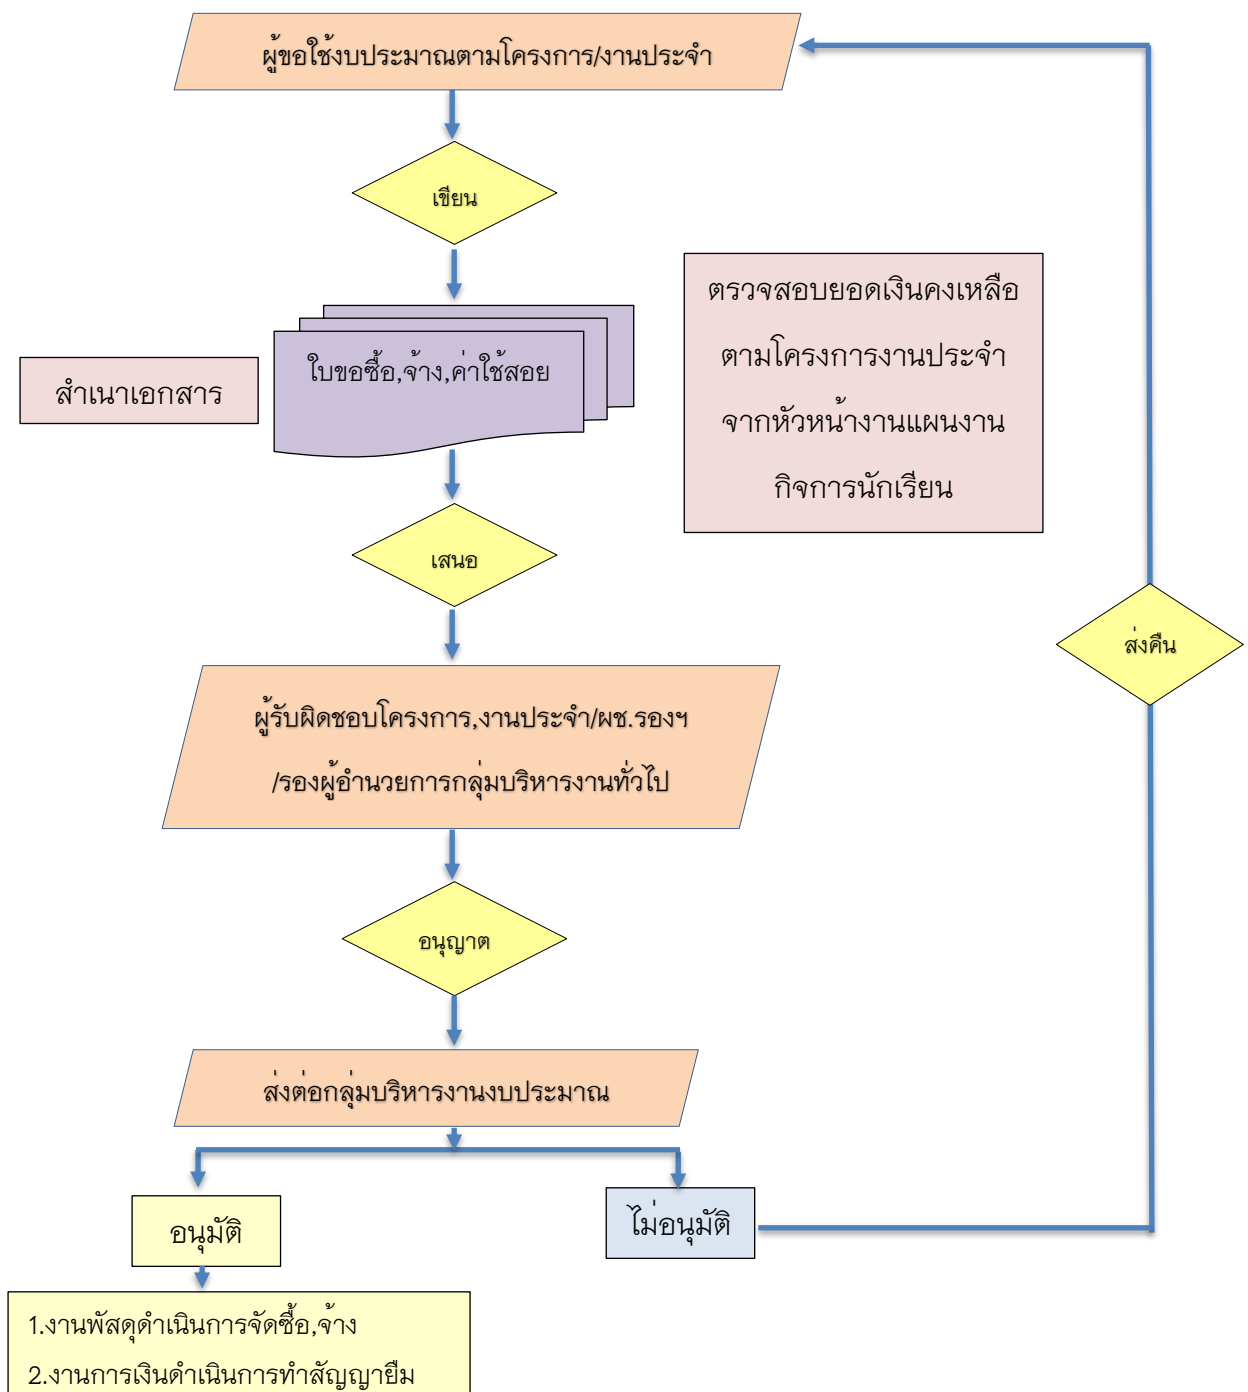 ผู้ขอใช้งบประมาณตามโครงการ/งานประจำ
เขียน
ตรวจสอบยอดเงินคงเหลือ
ตามโครงการงานประจำ
จากหัวหน้างานแผนงาน
กิจการนักเรียน
สำเนาเอกสาร
ใบขอซื้อ,จ้าง,ค่าใช้สอย
เสนอ
ส่งคืน
ผู้รับผิดชอบโครงการ,งานประจำ/ผช.รองฯ
/รองผู้อำนวยการกลุ่มบริหารงานทั่วไป
อนุญาต
ส่งต่อกลุ่มบริหารงานงบประมาณ
อนุมัติ
ไม่อนุมัติ
1.งานพัสดุดำเนินการจัดซื้อ,จ้าง
2.งานการเงินดำเนินการทำสัญญายืม